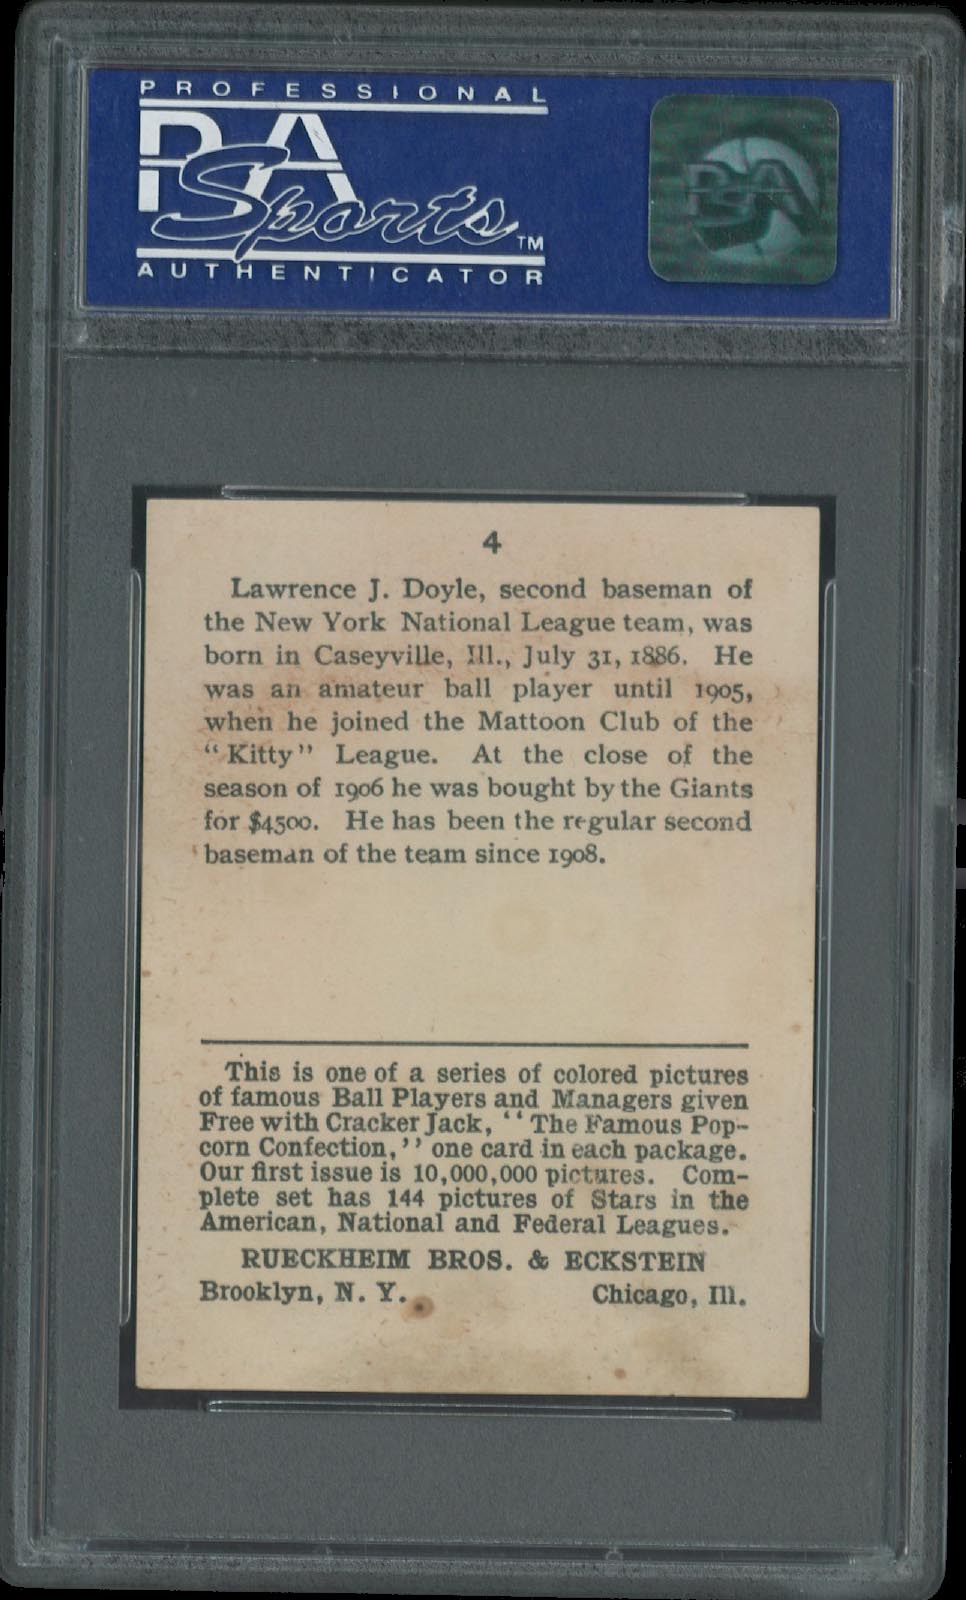 PROFESSIONAL
PSA
Sports™
AUTHENTICATOR
PSA
4
Lawrence J. Doyle, second baseman of
the New York National League team, was
born in Caseyville, Ill., July 31, 1886. He
was an amateur ball player until 1905,
when he joined the Mattoon Club of the
“Kitty” League. At the close of the
season of 1906 he was bought by the Giants
for $4500. He has been the regular second
baseman of the team since 1908.
This is one of a series of colored pictures
of famous Ball Players and Managers given
Free with Cracker Jack, “The Famous Pop-
corn Confection,” one card in each package.
Our first issue is 10,000,000 pictures. Com-
plete set has 144 pictures of Stars in the
American, National and Federal Leagues.
RUECKHEIM BROS. & ECKSTEIN
Brooklyn, N. Y. Chicago, Ill.